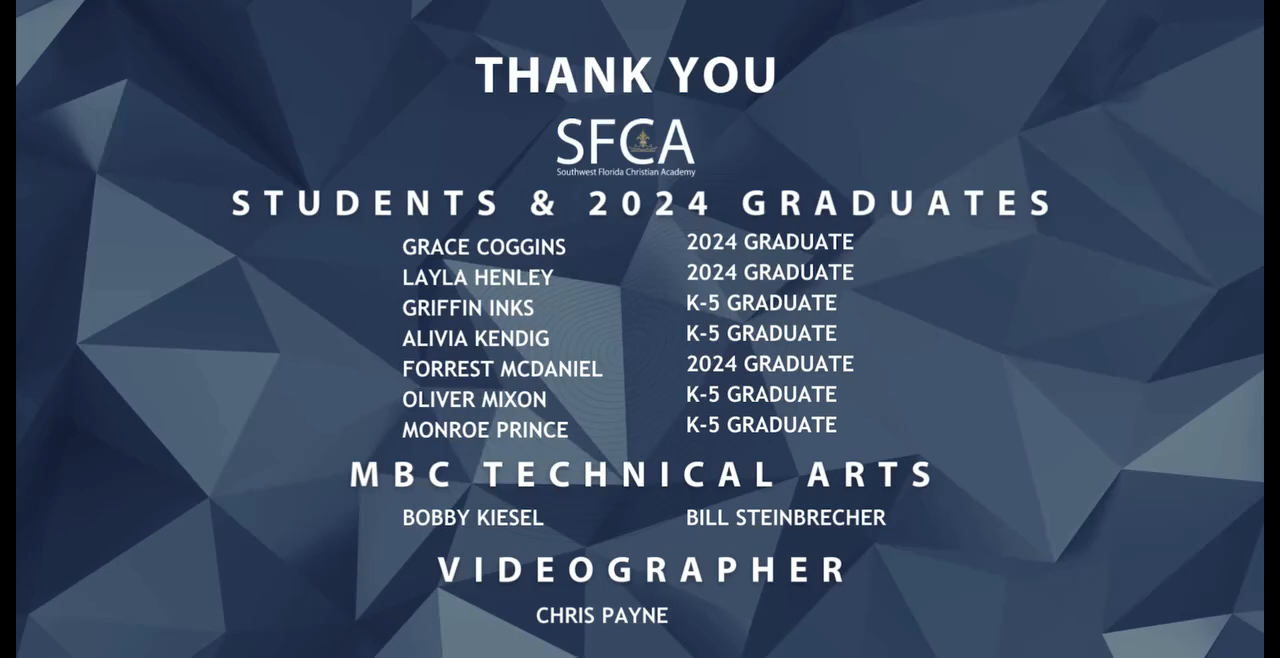 THANK YOU
SFCA
Southwest Florida Christian Academy
STUDENTS & 2024 GRADUATES
GRACE COGGINS 2024 GRADUATE
LAYLA HENLEY 2024 GRADUATE
GRIFFIN INKS K-5 GRADUATE
ALIVIA KENDIG K-5 GRADUATE
FORREST MCDANIEL 2024 GRADUATE
OLIVER MIXON K-5 GRADUATE
MONROE PRINCE K-5 GRADUATE
MBC TECHNICAL ARTS
BOBBY KIESEL BILL STEINBRECHER
VIDEOGRAPHER
CHRIS PAYNE